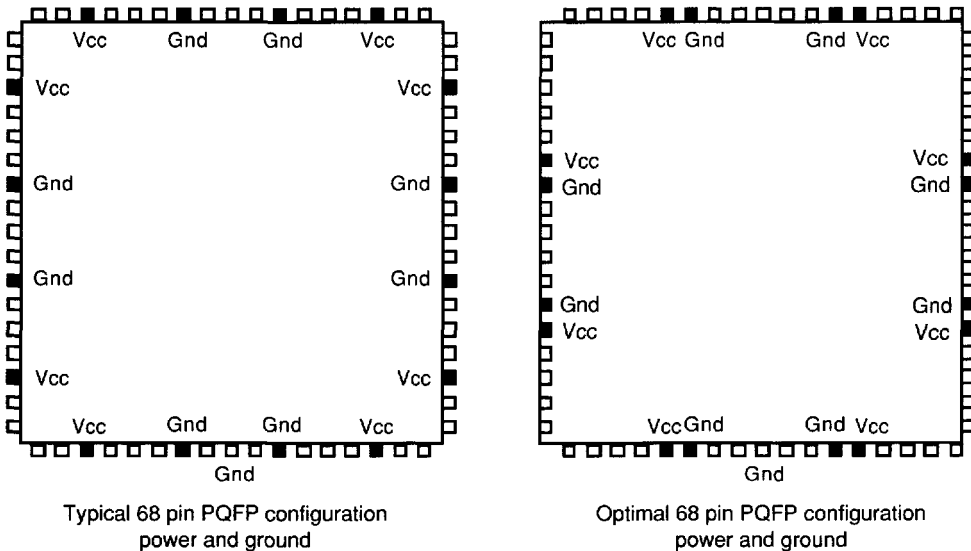 Vcc Gnd Gnd Vcc
Vcc Vcc
Gnd Gnd
Gnd Gnd
Vcc Vcc
Vcc Gnd Gnd Vcc
Gnd
Typical 68 pin PQFP configuration
power and ground
Vcc Gnd Gnd Vcc
Vcc Vcc
Gnd Gnd
Gnd Gnd
Vcc Vcc
Vcc Gnd Gnd Vcc
Gnd
Optimal 68 pin PQFP configuration
power and ground